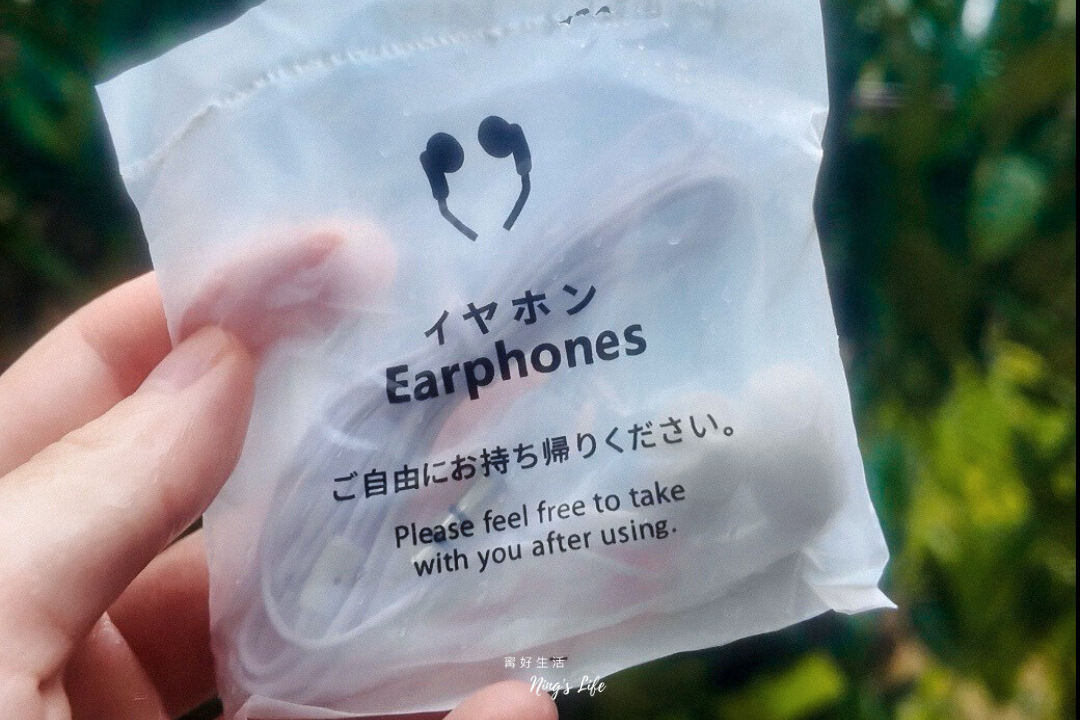 イヤホン
Earphones
ご自由にお持ち帰りください。
Please feel free to take
with you after using.
甯好生活
Ning's Life